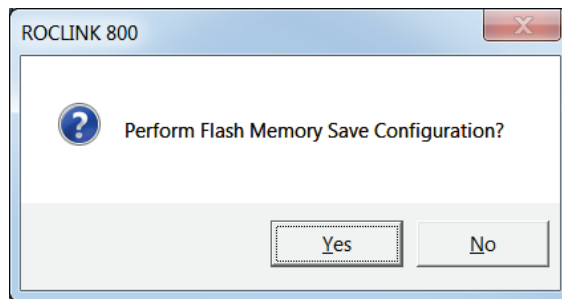 ROCLINK 800
Perform Flash Memory Save Configuration?
Yes
No